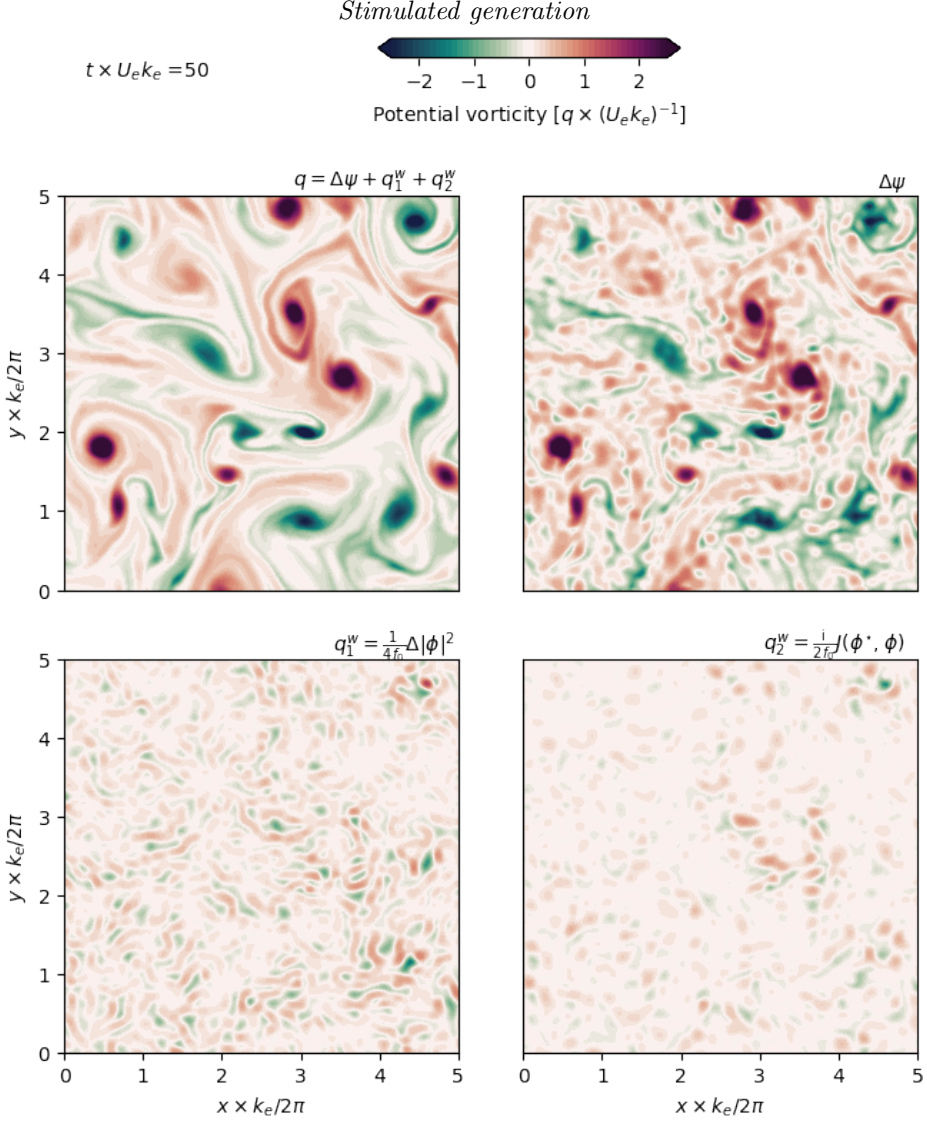 Stimulated generation
t × U_e k_e =50
−2 −1 0 1 2
Potential vorticity [q × (U_e k_e)^{−1}]
q = Δψ + q_1^w + q_2^w
Δψ
5
4
3
2
1
0
y × k_e/2π
q_1^w = \frac{1}{4f_0}Δ|ϕ|^2
q_2^w = \frac{i}{2f_0}J(ϕ^⋆, ϕ)
5
4
3
2
1
0
y × k_e/2π
0 1 2 3 4 5
0 1 2 3 4 5
x × k_e/2π
x × k_e/2π